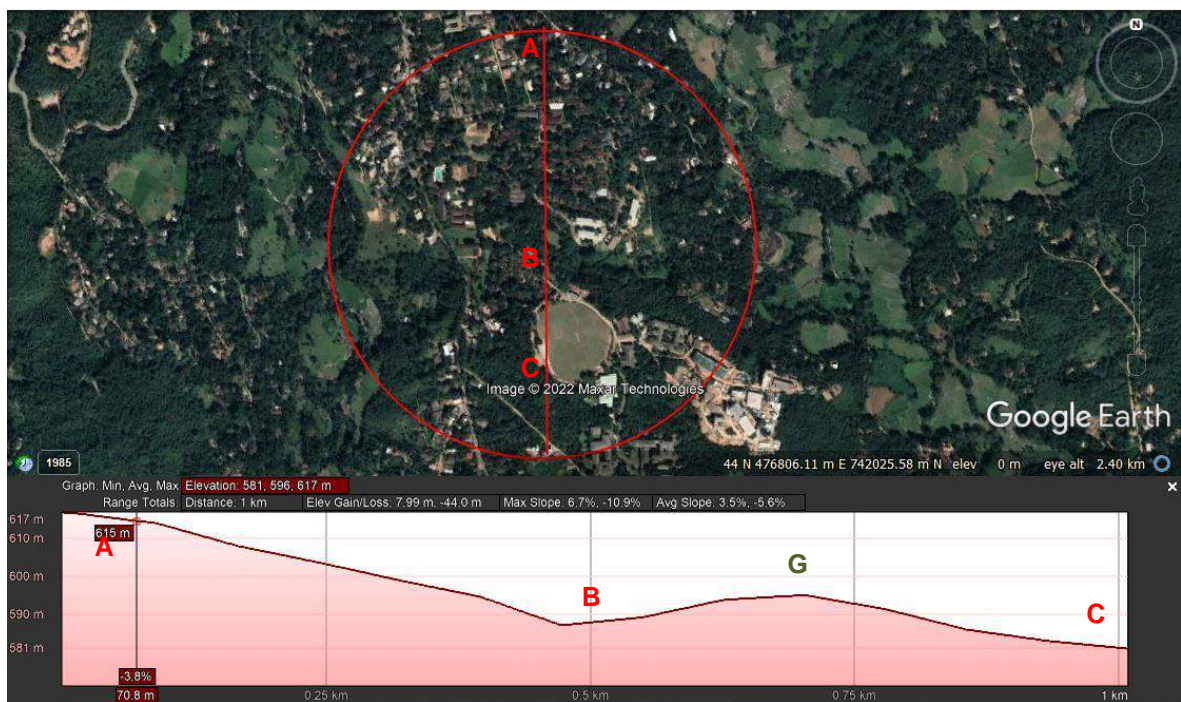 N
A
B
C
Image © 2022 Maxar Technologies
Google Earth
1985
44 N 476806.11 m E 742025.58 m N elev 0 m eye alt 2.40 km
Graph: Min, Avg, Max Elevation: 581, 596, 617 m
Range Totals: Distance: 1 km Elev Gain/Loss: 7.99 m, -44.0 m Max Slope: 6.7%, -10.9% Avg Slope: 3.5%, -5.6%
617 m
615 m
610 m
A
G
600 m
B
C
590 m
581 m
-3.8%
70.8 m 0.25 km 0.5 km 0.75 km 1 km